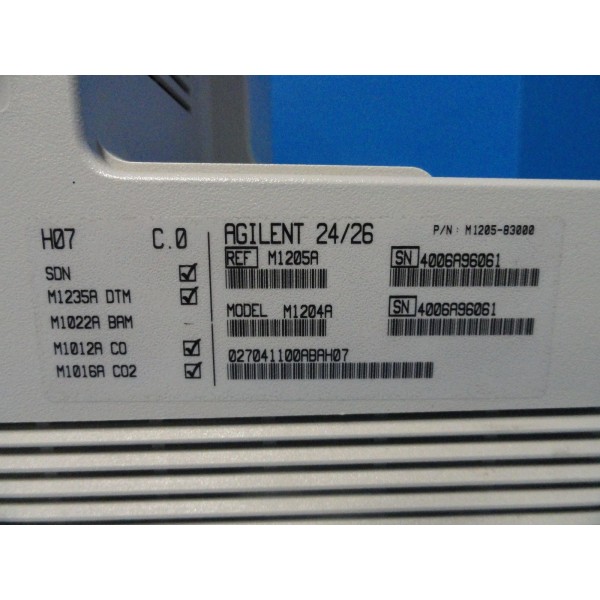 H07 C.0
SDN ☑
M1235A DTM ☑
M1022A BAM -
M1012A CO ☑
M1016A CO2 ☑
AGILENT 24/26 P/N: M1205-83000
REF M1205A SN 4006A96061
MODEL M1204A SN 4006A96061
027041100ABAH07